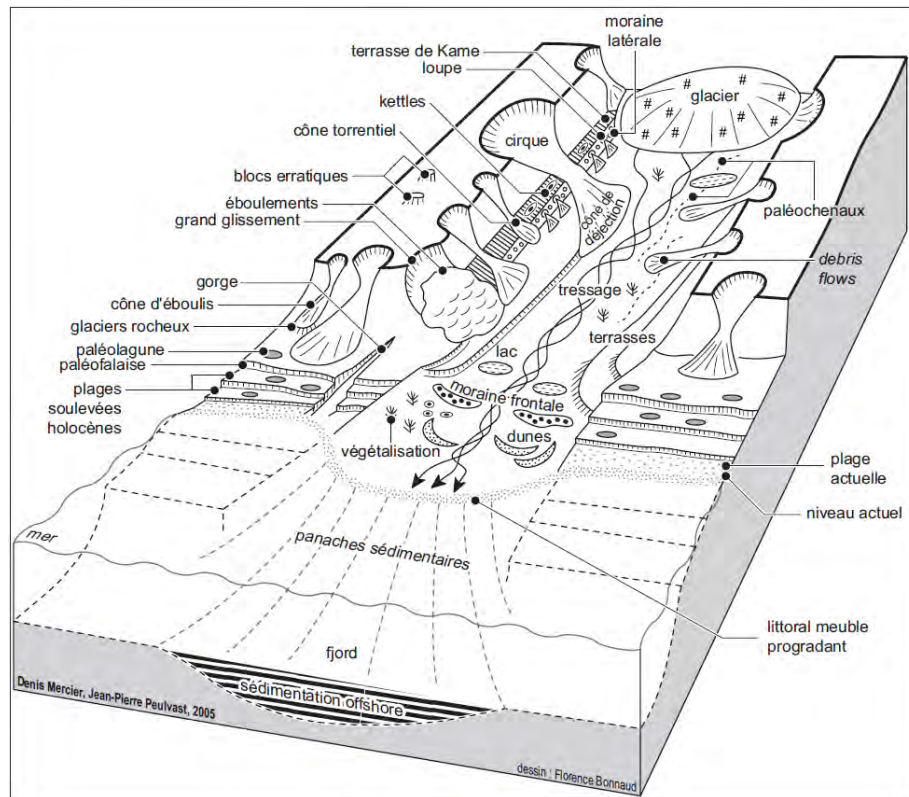 moraine
latérale
terrasse de Kame
loupe
glacier
kettles
cône torrentiel
cirque
blocs erratiques
paléochenaux
éboulements
grand glissement
cône de
déjection
debris
flows
gorge
tressage
cône d'éboulis
glaciers rocheux
terrasses
paléolagune
paléofalaise
lac
plages
soulevées
holocènes
moraine frontale
dunes
végétalisation
plage
actuelle
niveau actuel
mer
panaches sédimentaires
littoral meuble
progradant
fjord
sédimentation offshore
Denis Mercier, Jean-Pierre Peulvast, 2005
dessin : Florence Bonnaud